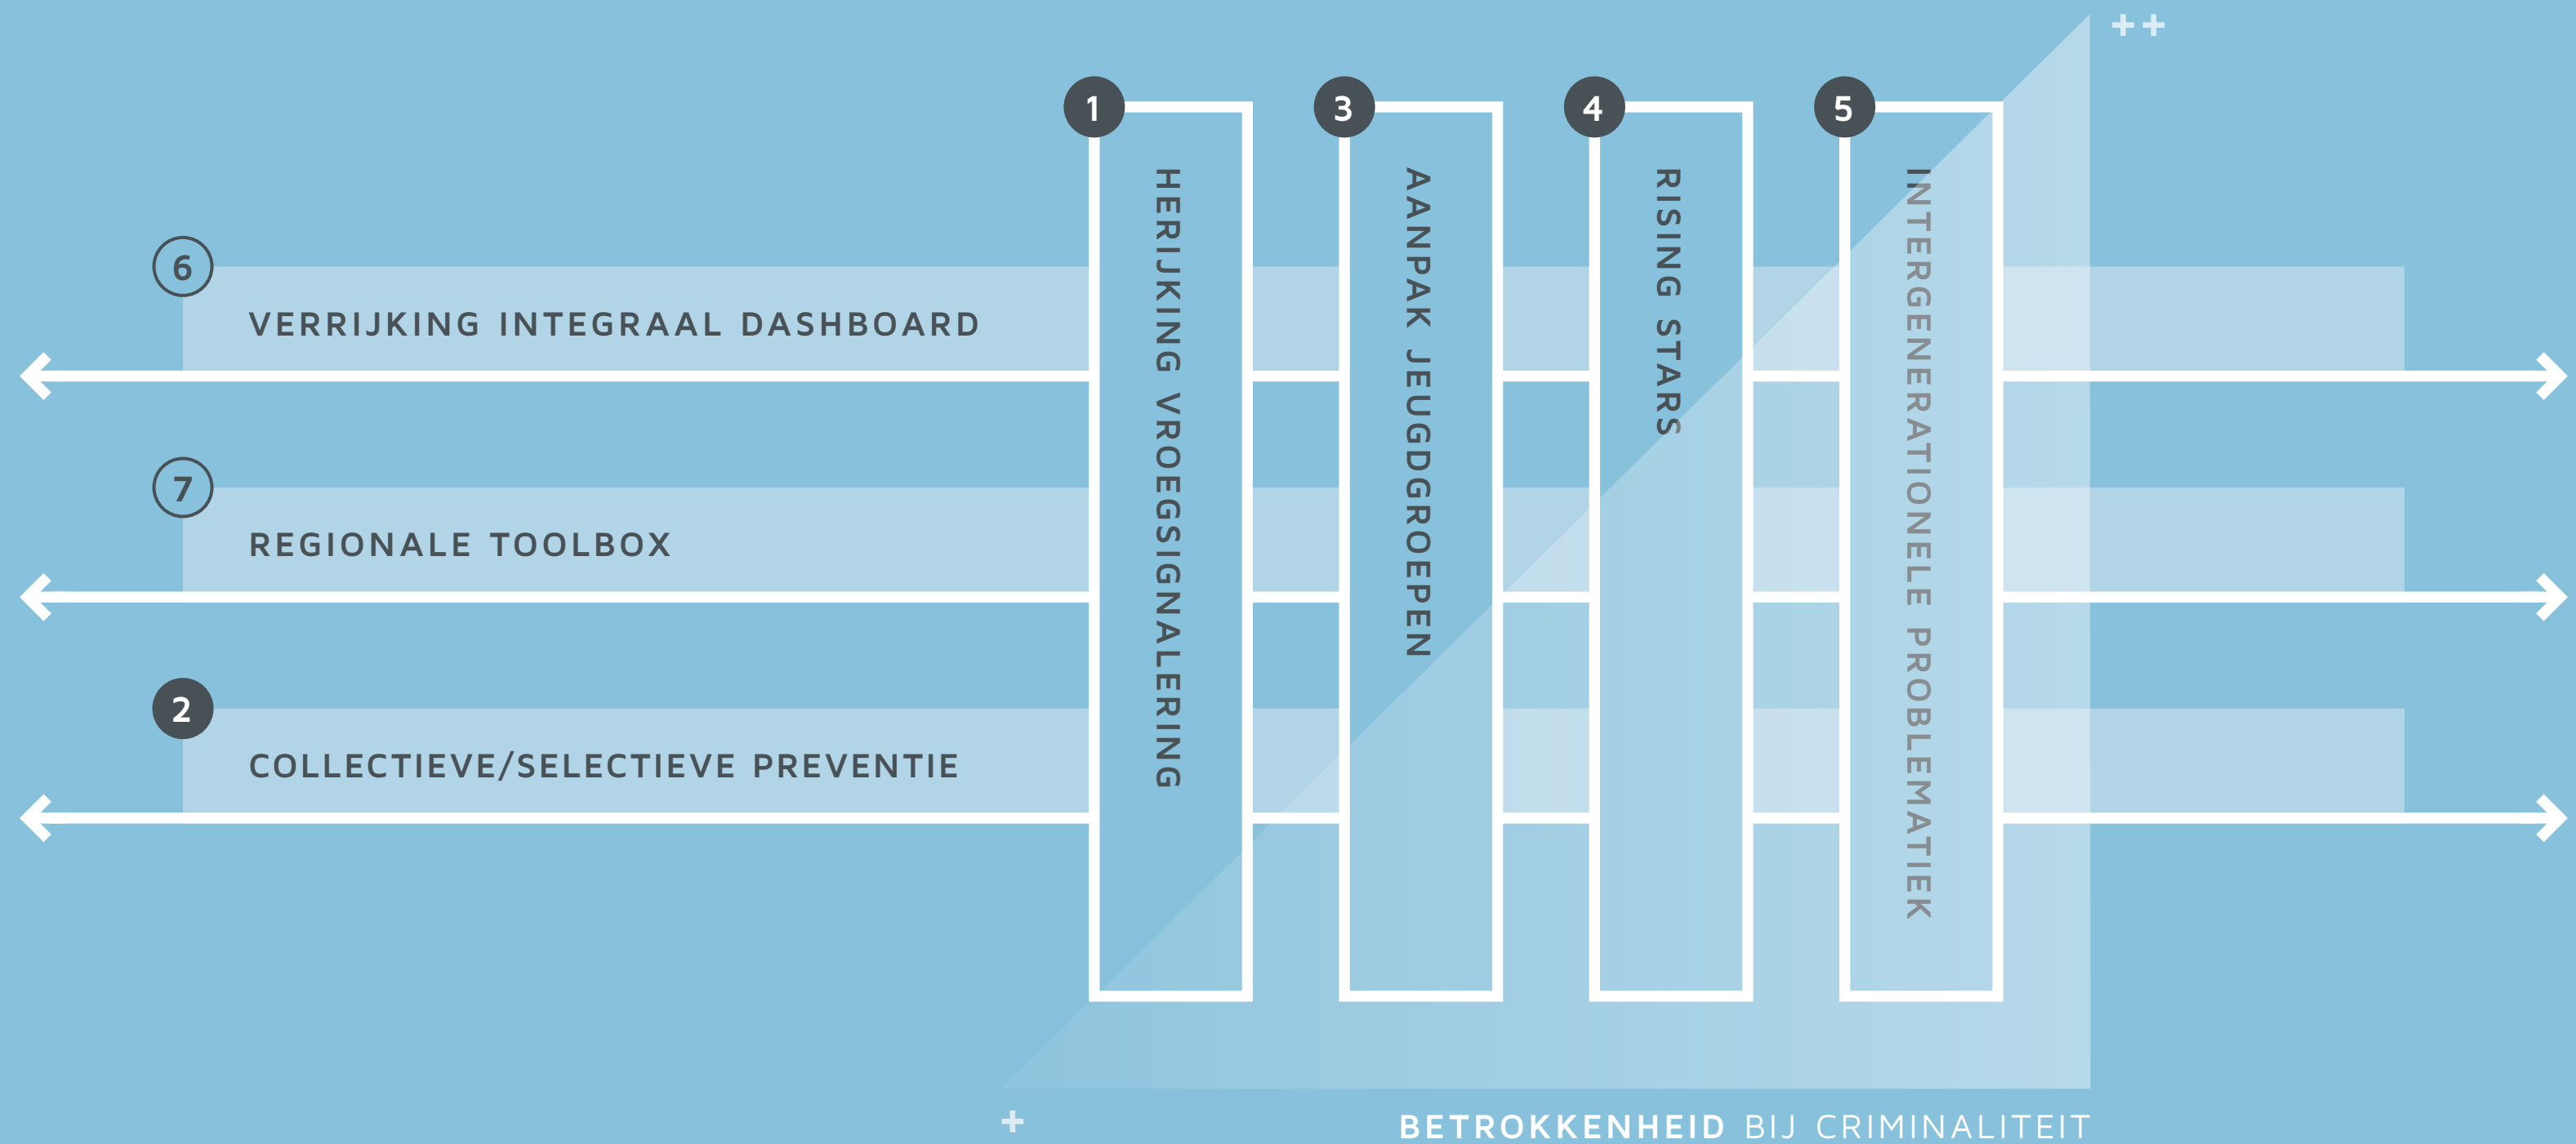 ++
1
HERIJKING VROEGSIGNALERING
3
AANPAK JEUGDGROEPEN
4
RISING STARS
5
INTERGENERATIONELE PROBLEMATIEK
6
VERRIJKING INTEGRAAL DASHBOARD
7
REGIONALE TOOLBOX
2
COLLECTIEVE/SELECTIEVE PREVENTIE
+
BETROKKENHEID BIJ CRIMINALITEIT